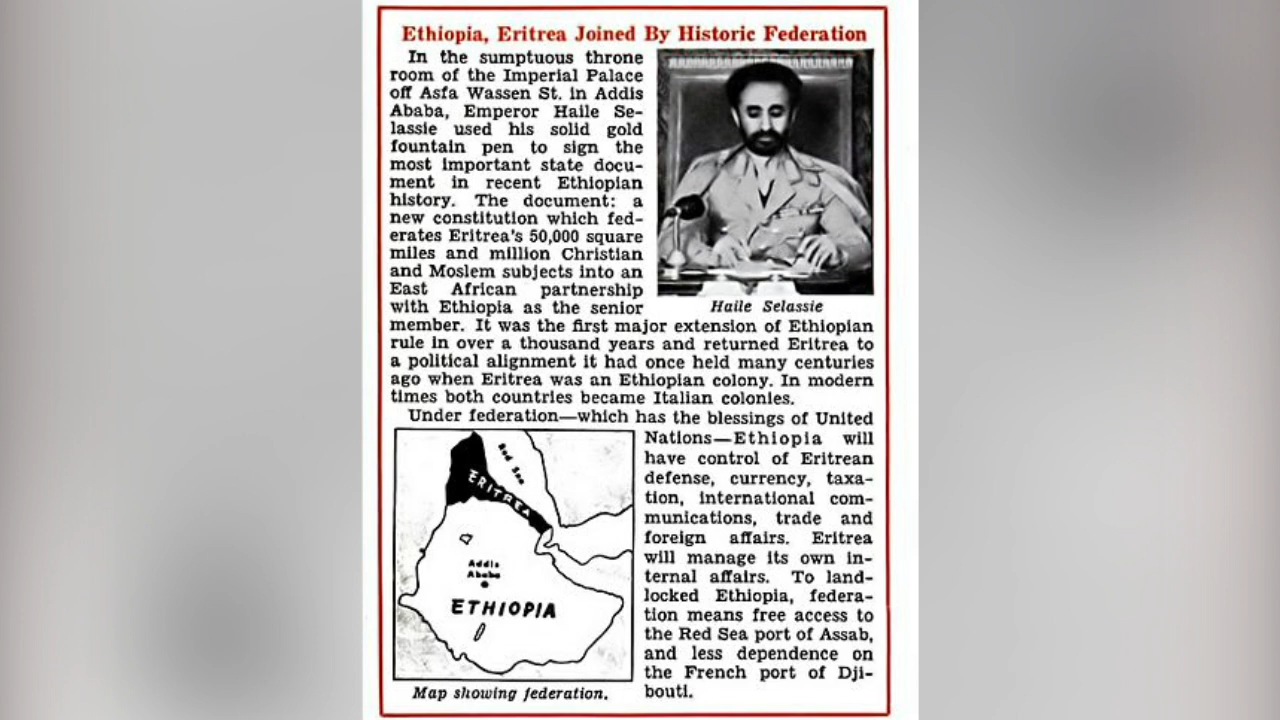 Ethiopia, Eritrea Joined By Historic Federation
In the sumptuous throne
room of the Imperial Palace
off Asfa Wassen St. in Addis
Ababa, Emperor Haile Se-
lassie used his solid gold
fountain pen to sign the
most important state docu-
ment in recent Ethiopian
history. The document: a
new constitution which fed-
erates Eritrea's 50,000 square
miles and million Christian
and Moslem subjects into an
East African partnership
with Ethiopia as the senior
Haile Selassie
member. It was the first major extension of Ethiopian
rule in over a thousand years and returned Eritrea to
a political alignment it had once held many centuries
ago when Eritrea was an Ethiopian colony. In modern
times both countries became Italian colonies.
Under federation—which has the blessings of United
Nations—Ethiopia will
have control of Eritrean
defense, currency, taxa-
tion, international com-
munications, trade and
foreign affairs. Eritrea
will manage its own in-
ternal affairs. To land-
locked Ethiopia, federa-
tion means free access to
the Red Sea port of Assab,
and less dependence on
the French port of Dji-
bouti.
Red Sea
ERITREA
Addis
Ababa
ETHIOPIA
Map showing federation.